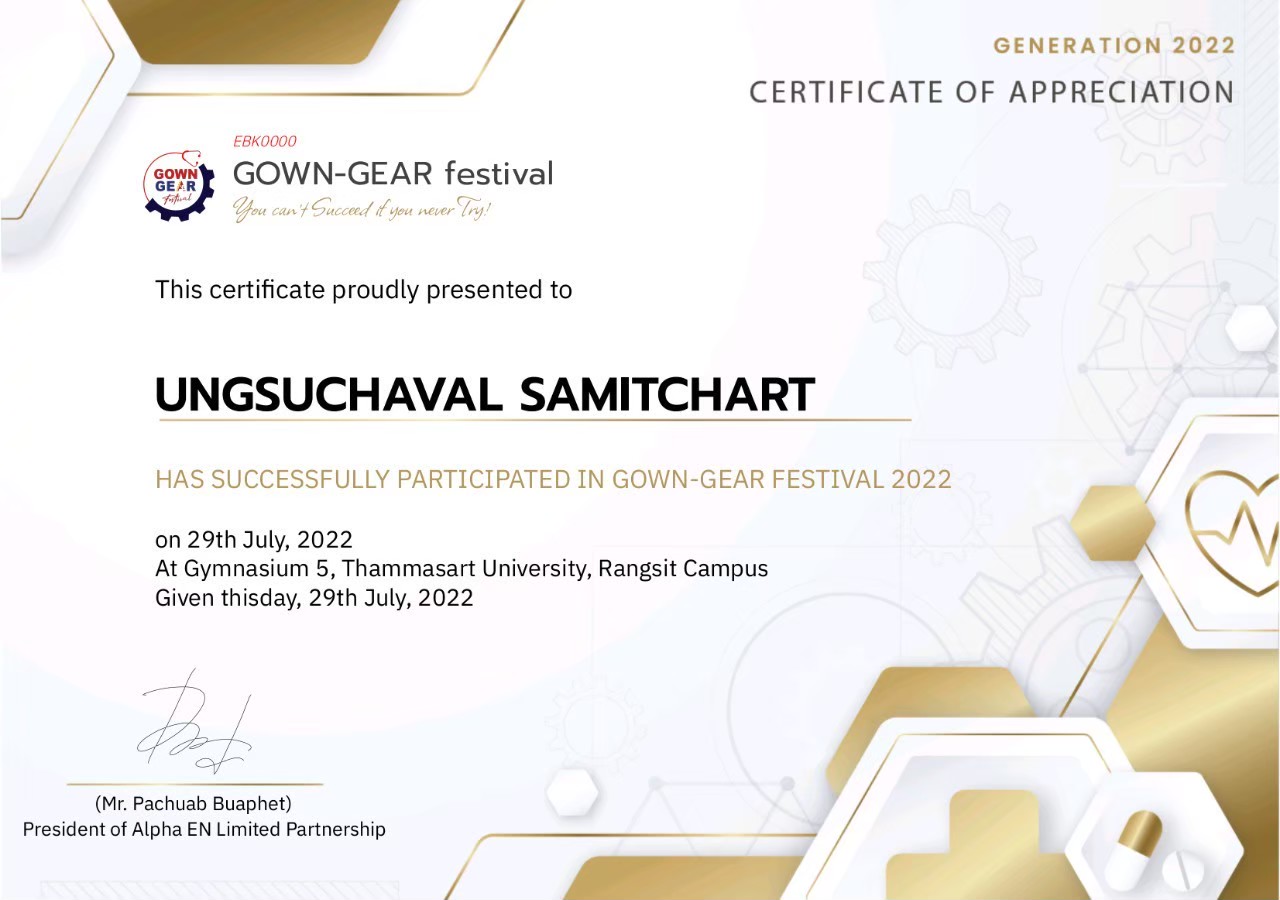 GENERATION 2022
CERTIFICATE OF APPRECIATION
EBK0000
GOWN GEAR Festival
GOWN-GEAR festival
You can't Succeed if you never Try!
This certificate proudly presented to
UNGSUCHAVAL SAMITCHART
HAS SUCCESSFULLY PARTICIPATED IN GOWN-GEAR FESTIVAL 2022
on 29th July, 2022
At Gymnasium 5, Thammasart University, Rangsit Campus
Given thisday, 29th July, 2022
(Mr. Pachuab Buaphet)
President of Alpha EN Limited Partnership